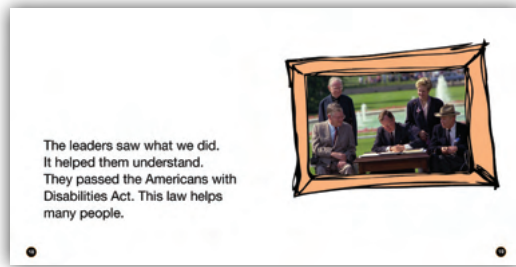 The leaders saw what we did.
It helped them understand.
They passed the Americans with
Disabilities Act. This law helps
many people.